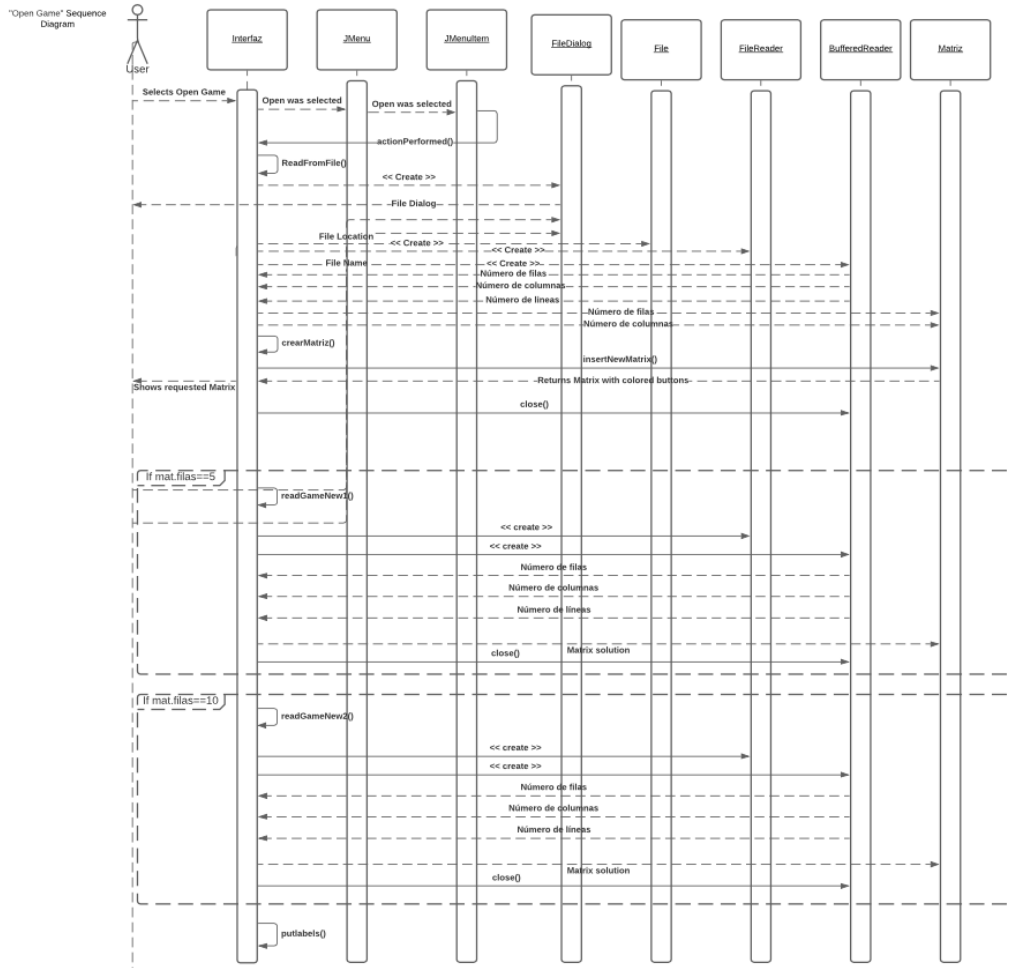 "Open Game" Sequence
Diagram
User
Interfaz
JMenu
JMenuItem
FileDialog
File
FileReader
BufferedReader
Matriz
Selects Open Game
Open was selected
Open was selected
actionPerformed()
ReadFromFile()
<< Create >>
File Dialog
File Location
<< Create >>
<< Create >>
File Name
<< Create >>
Número de filas
Número de columnas
Número de líneas
Número de filas
Número de columnas
crearMatriz()
insertNewMatrix()
Returns Matrix with colored buttons
Shows requested Matrix
close()
If mat.filas==5
readGameNew1()
<< create >>
<< create >>
Número de filas
Número de columnas
Número de líneas
Matrix solution
close()
If mat.filas==10
readGameNew2()
<< create >>
<< create >>
Número de filas
Número de columnas
Número de líneas
Matrix solution
close()
putlabels()